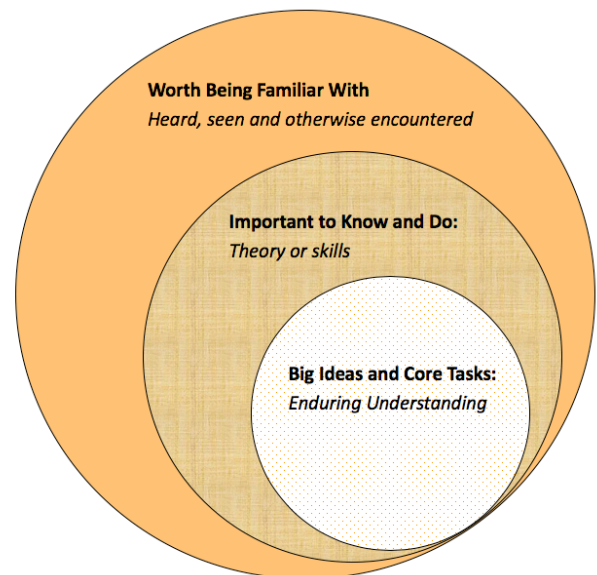 Worth Being Familiar With
Heard, seen and otherwise encountered
Important to Know and Do:
Theory or skills
Big Ideas and Core Tasks:
Enduring Understanding